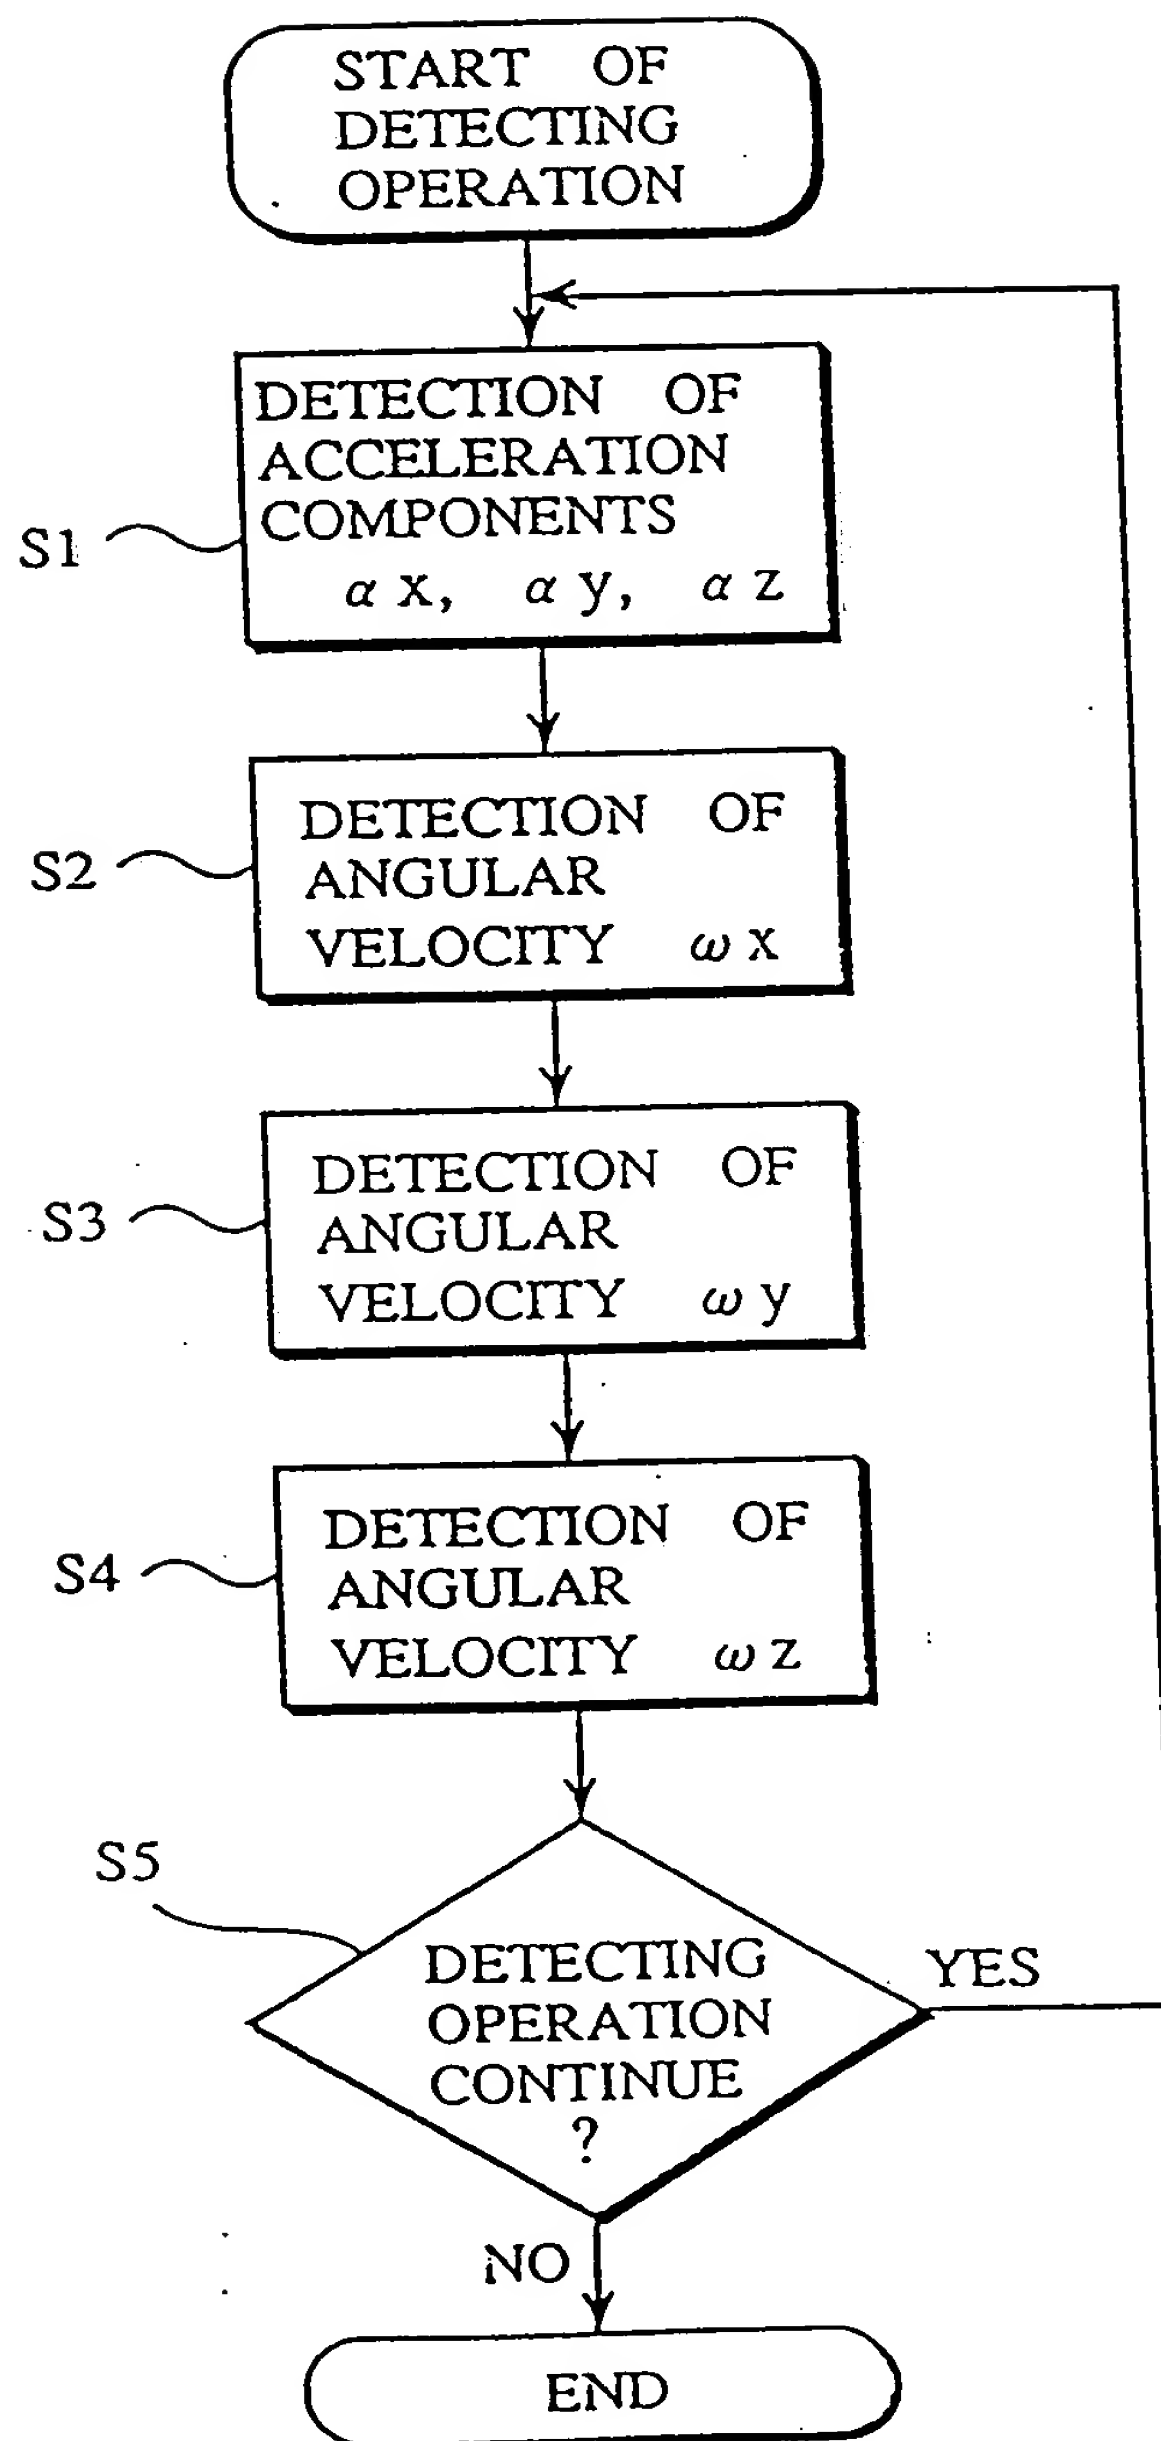 START OF
DETECTING
OPERATION
DETECTION OF
ACCELERATION
COMPONENTS
α x, α y, α z
S1
DETECTION OF
ANGULAR
VELOCITY ω x
S2
DETECTION OF
ANGULAR
VELOCITY ω y
S3
DETECTION OF
ANGULAR
VELOCITY ω z
S4
S5
DETECTING
OPERATION
CONTINUE
?
YES
NO
END